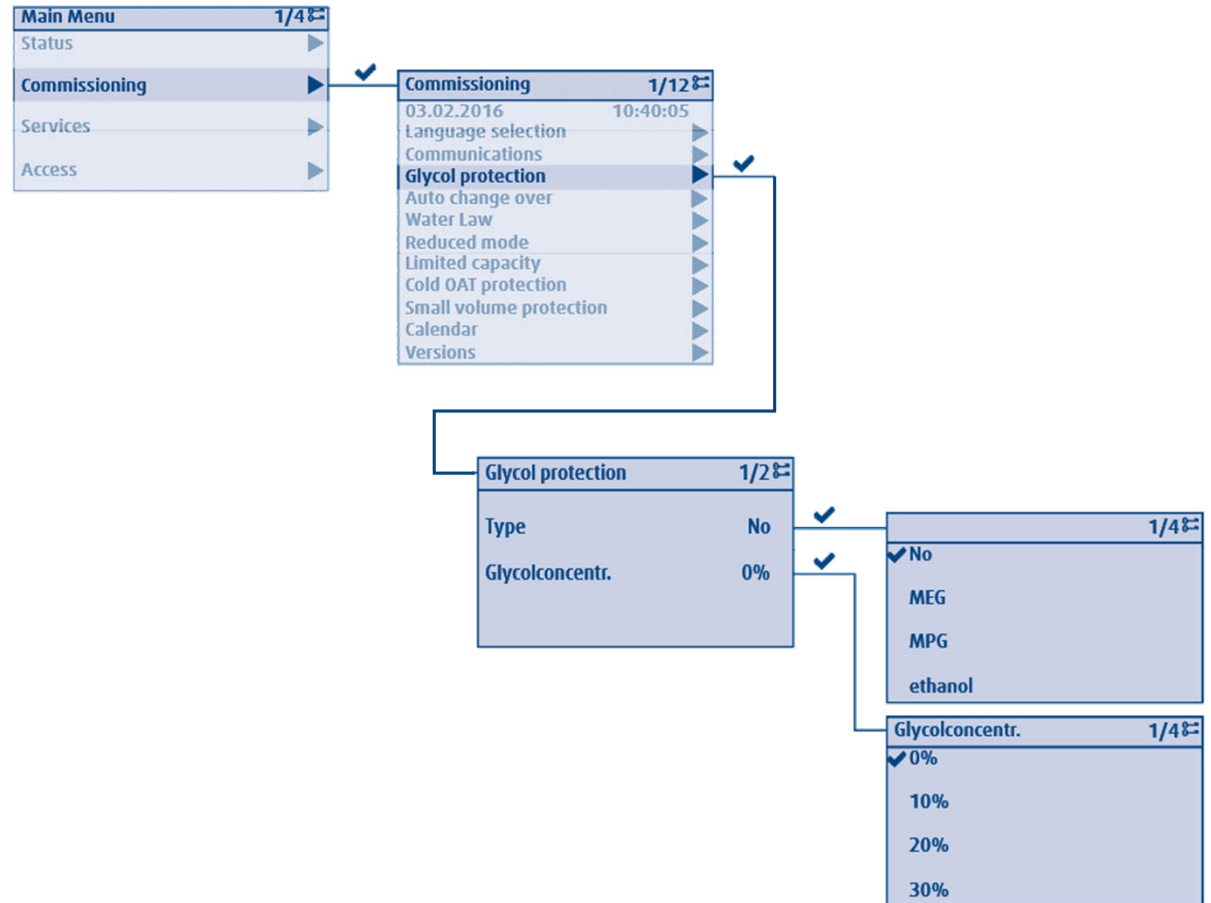 Main Menu 1/4
Status
Commissioning
Services
Access
Commissioning 1/12
03.02.2016 10:40:05
Language selection
Communications
Glycol protection
Auto change over
Water Law
Reduced mode
Limited capacity
Cold OAT protection
Small volume protection
Calendar
Versions
Glycol protection 1/2
Type No
Glycolconcentr. 0%
1/4
No
MEG
MPG
ethanol
Glycolconcentr. 1/4
0%
10%
20%
30%